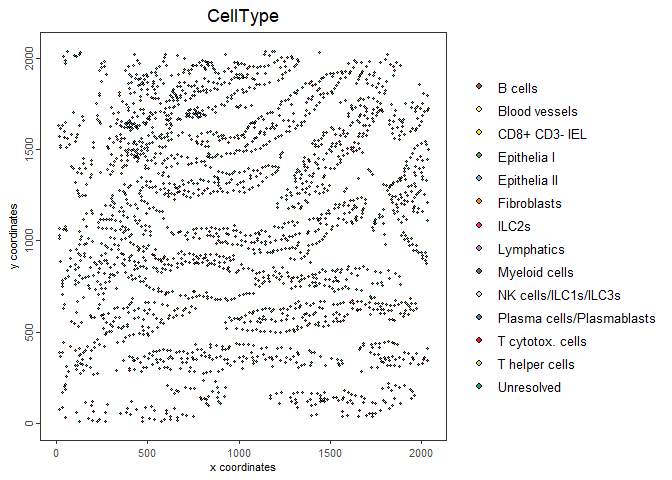 CellType
2000
1500
1000
500
0
y coordinates
0
500
1000
1500
2000
x coordinates
B cells
Blood vessels
CD8+ CD3- IEL
Epithelia I
Epithelia II
Fibroblasts
ILC2s
Lymphatics
Myeloid cells
NK cells/ILC1s/ILC3s
Plasma cells/Plasmablasts
T cytotox. cells
T helper cells
Unresolved